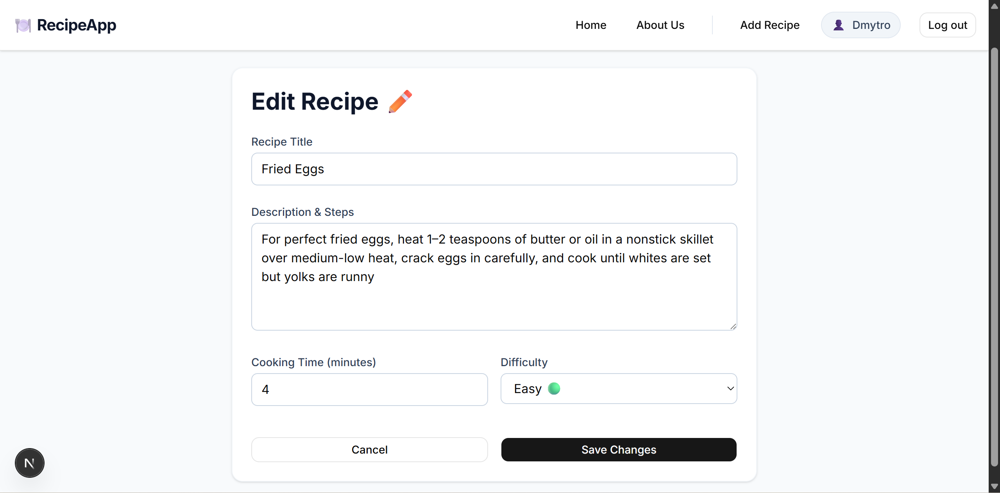 RecipeApp
Home
About Us
Add Recipe
Dmytro
Log out
Edit Recipe
Recipe Title
Fried Eggs
Description & Steps
For perfect fried eggs, heat 1–2 teaspoons of butter or oil in a nonstick skillet
over medium-low heat, crack eggs in carefully, and cook until whites are set
but yolks are runny
Cooking Time (minutes)
Difficulty
4
Easy
Cancel
Save Changes
N